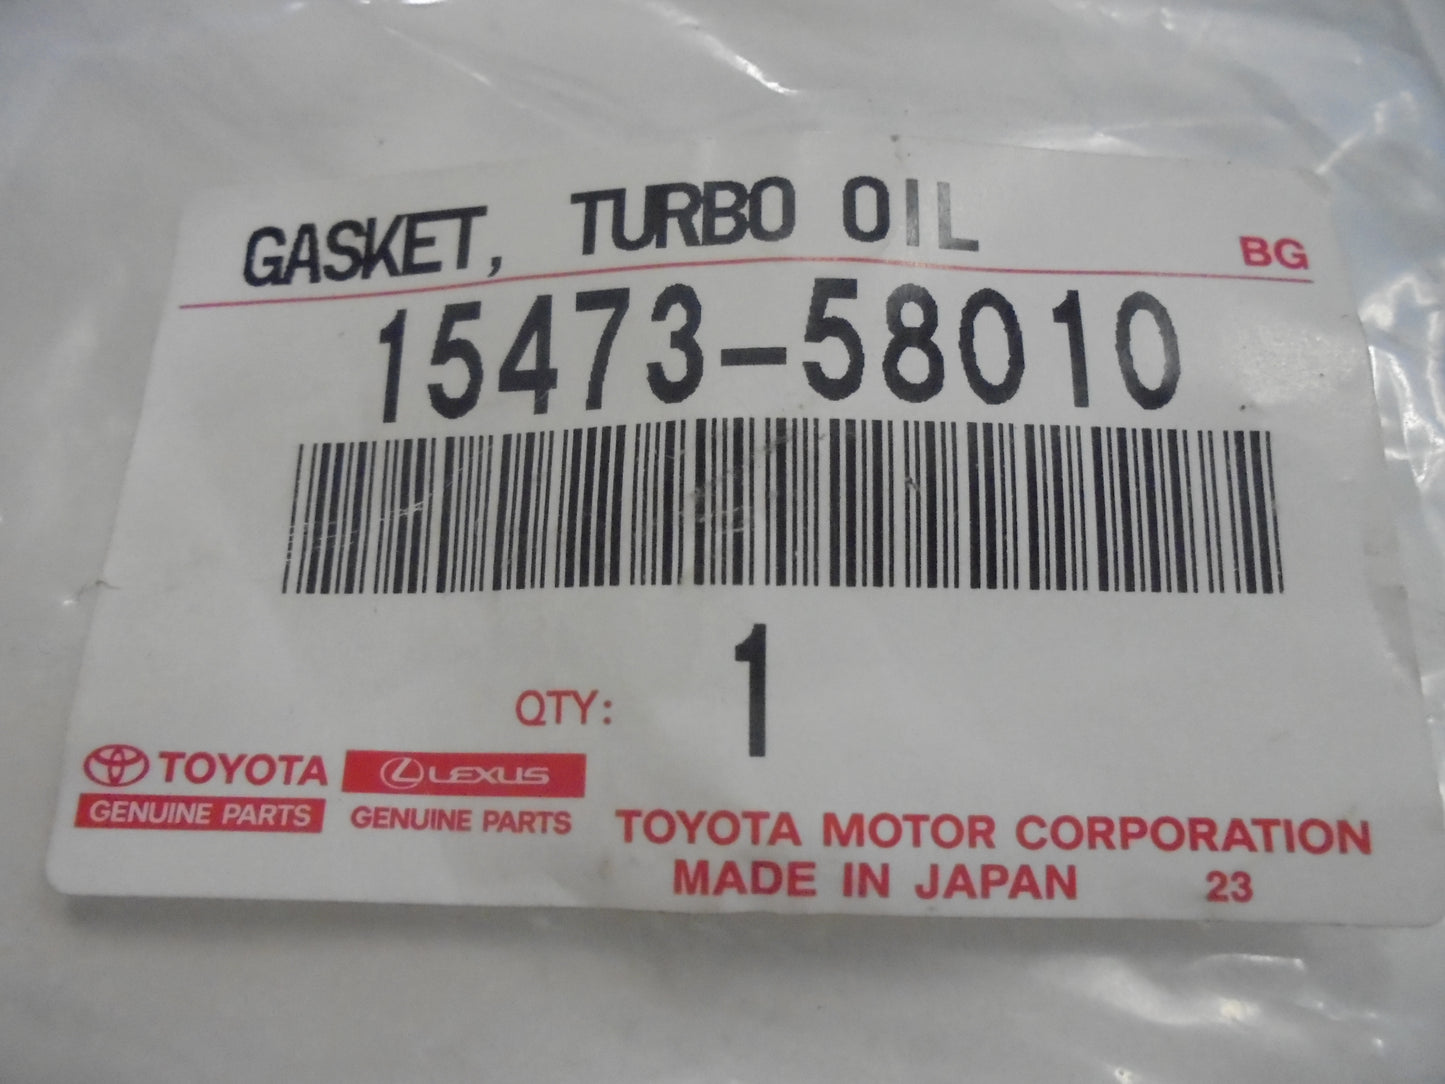 GASKET, TURBO OIL BG
15473-58010
QTY: 1
TOYOTA LEXUS
GENUINE PARTS GENUINE PARTS
TOYOTA MOTOR CORPORATION
MADE IN JAPAN 23